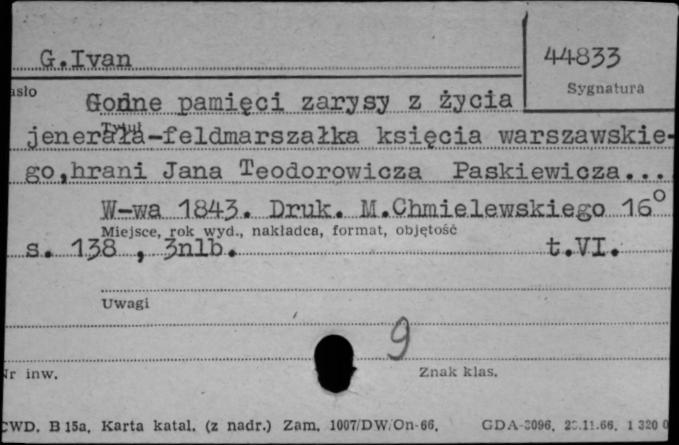 G.Ivan
44833
Sygnatura
Godne pamięci zarysy z życia
Tytuł
jenerała-feldmarszałka księcia warszawskie-
go,hrani Jana Teodorowicza Paskiewicza...
W-wa 1843. Druk. M.Chmielewskiego 16°
Miejsce, rok wyd., nakładca, format, objętość
s. 138 , 3nlb. t.VI.
Uwagi
9
Nr inw. Znak klas.
CWD. B 15a. Karta katal. (z nadr.) Zam. 1007/DW/On-66. GDA-3096. .11.66. 1 320 0